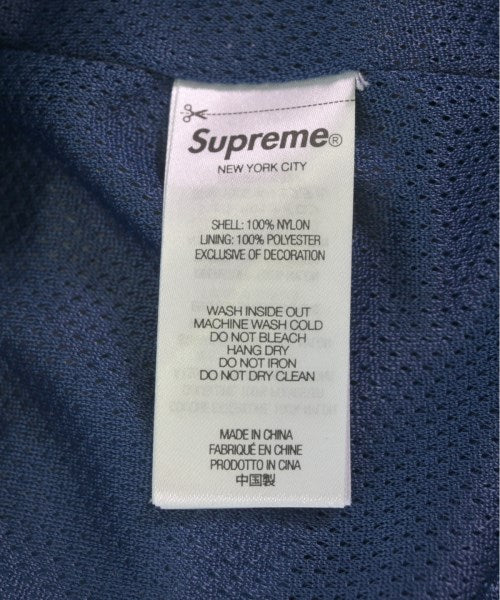 Supreme®
NEW YORK CITY
SHELL: 100% NYLON
LINING: 100% POLYESTER
EXCLUSIVE OF DECORATION
WASH INSIDE OUT
MACHINE WASH COLD
DO NOT BLEACH
HANG DRY
DO NOT IRON
DO NOT DRY CLEAN
MADE IN CHINA
FABRIQUÉ EN CHINE
PRODOTTO IN CINA
中国製